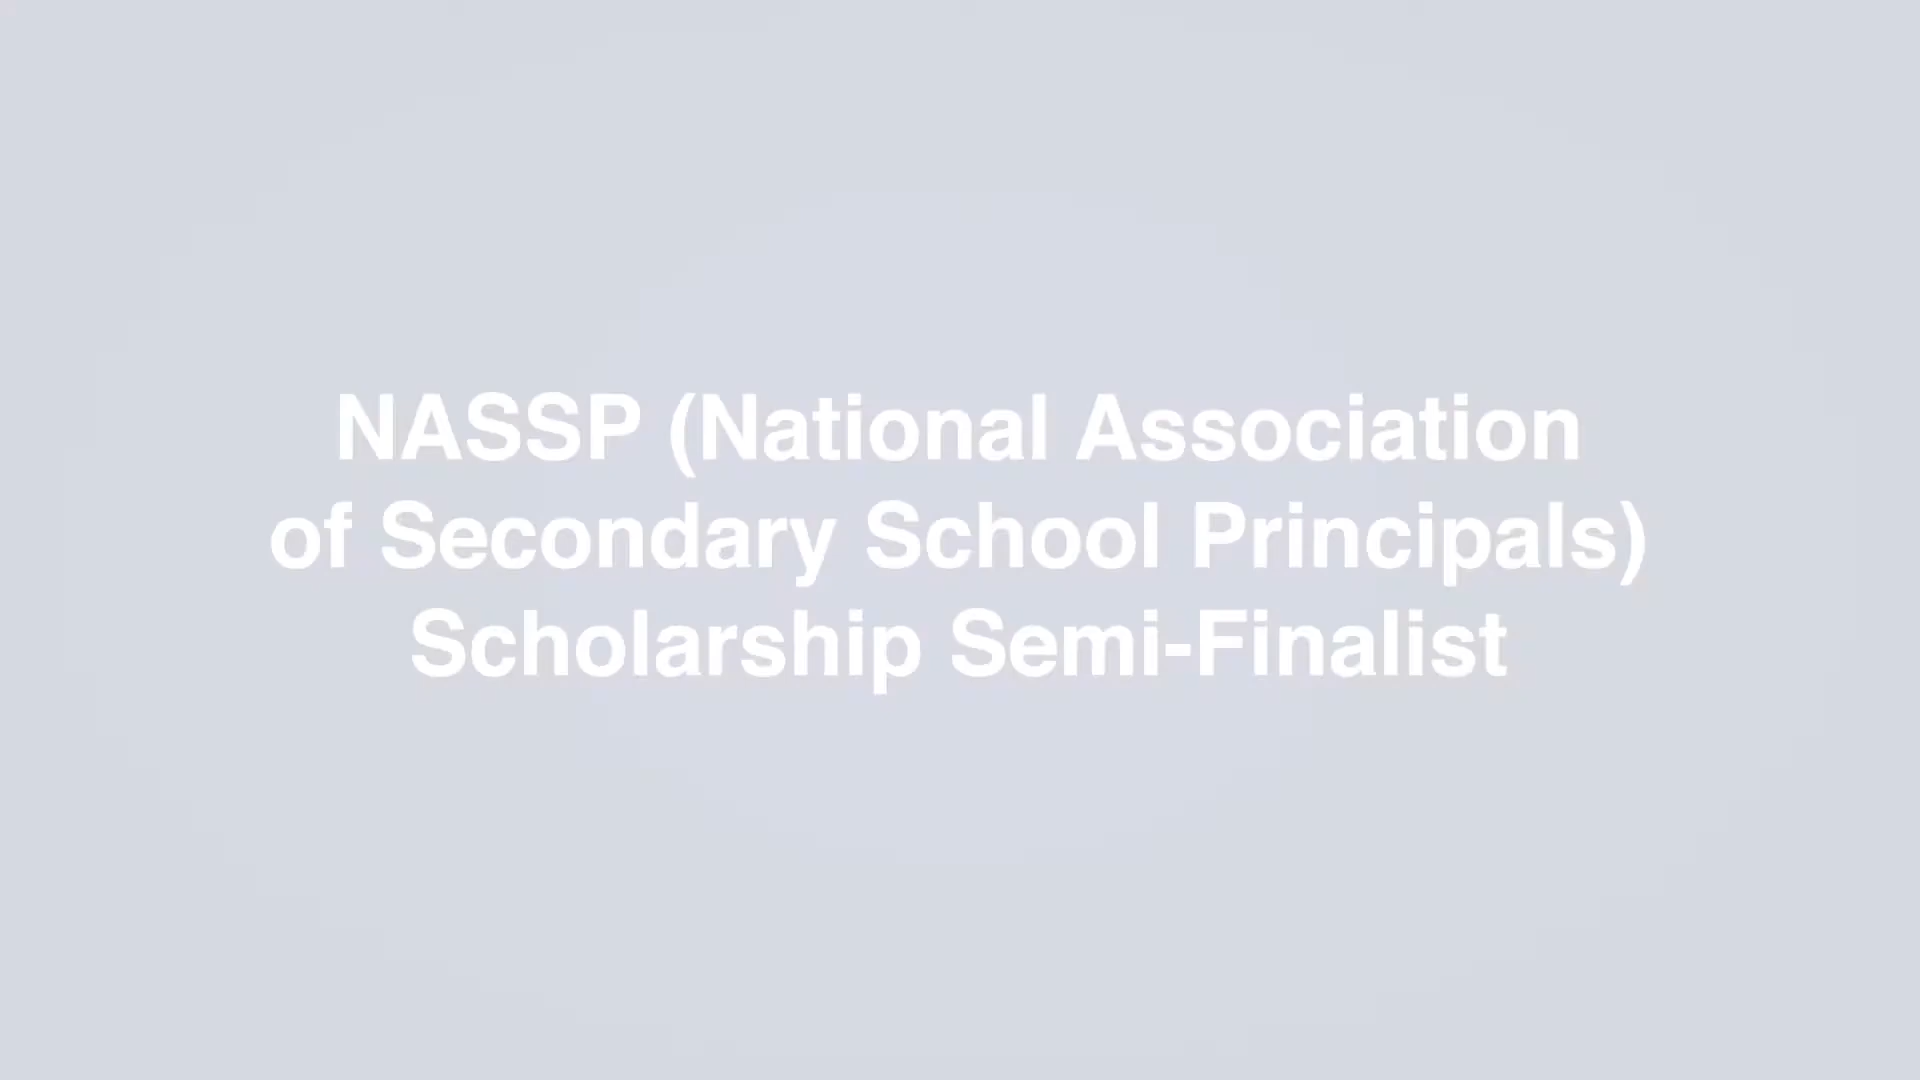 NASSP (National Association
of Secondary School Principals)
Scholarship Semi-Finalist